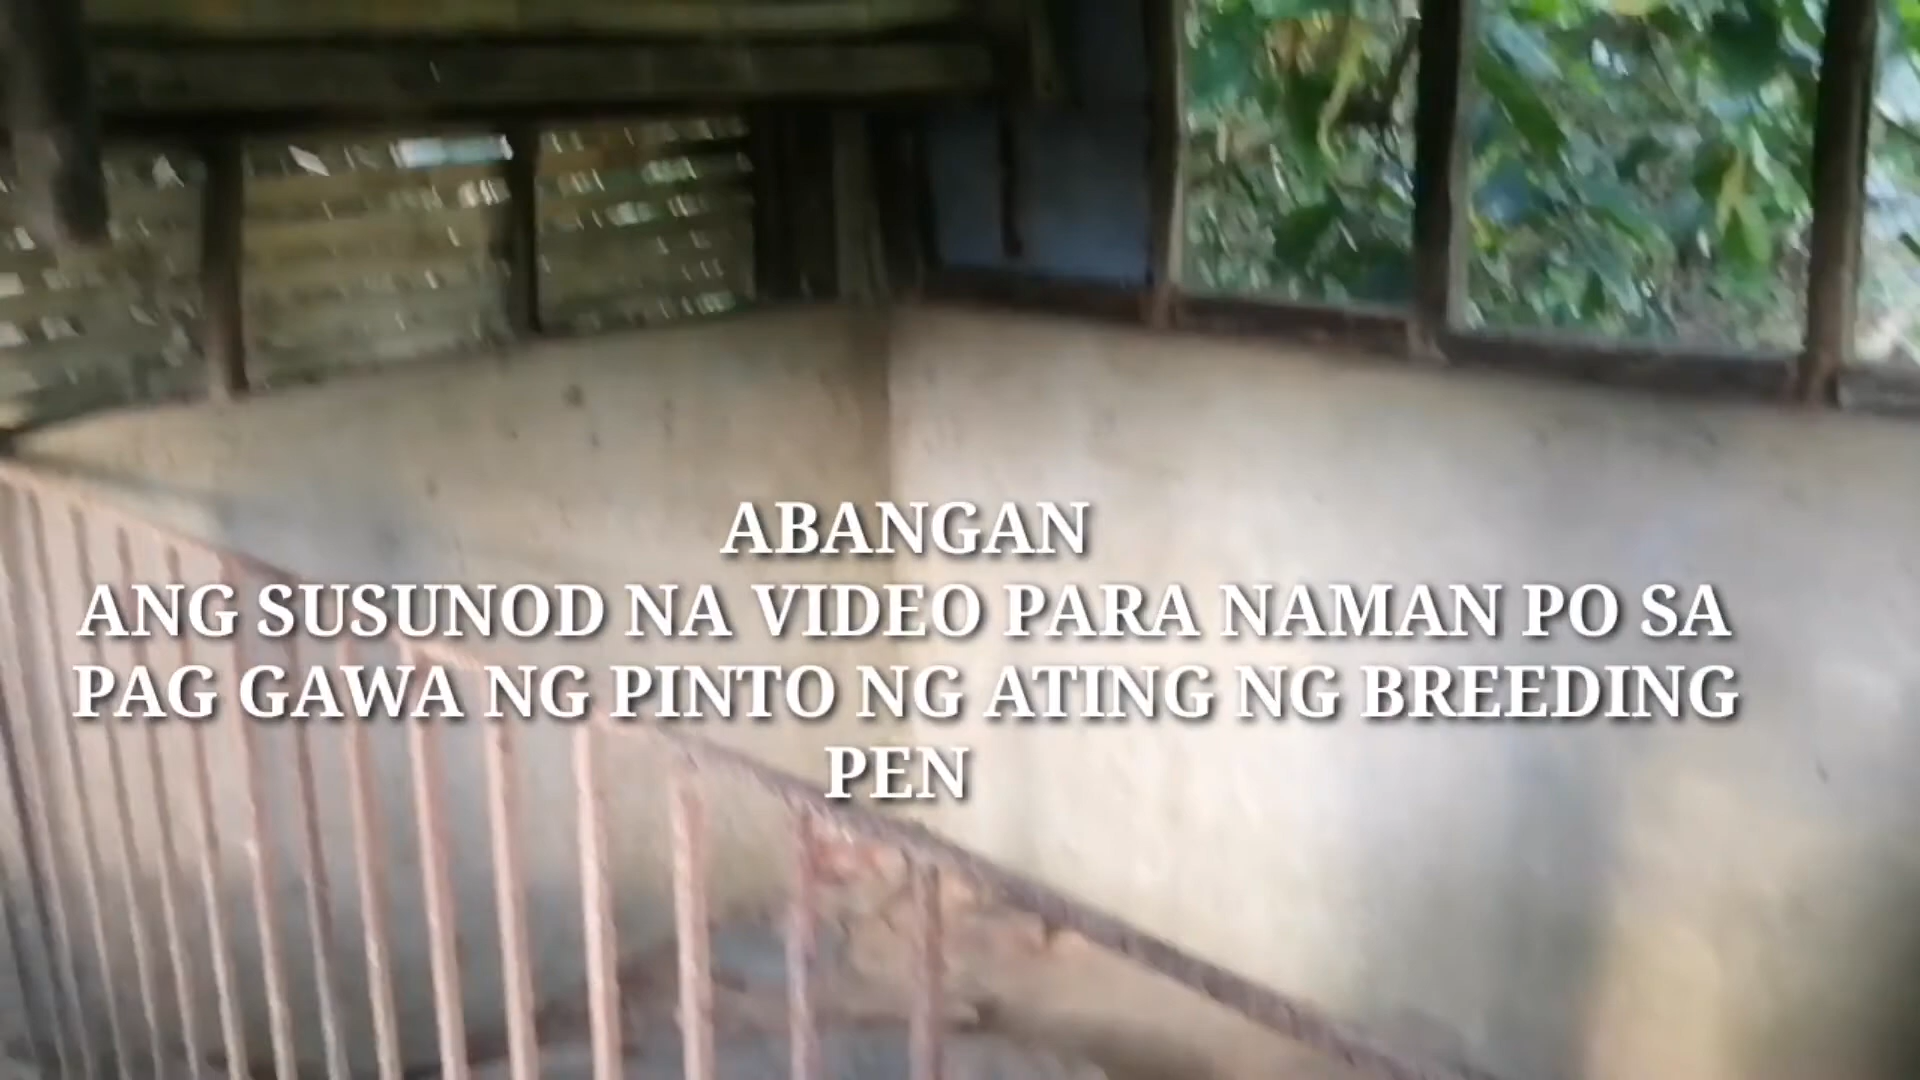 ABANGAN
ANG SUSUNOD NA VIDEO PARA NAMAN PO SA
PAG GAWA NG PINTO NG ATING NG BREEDING
PEN